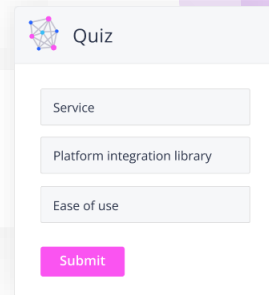 Quiz
Service
Platform integration library
Ease of use
Submit